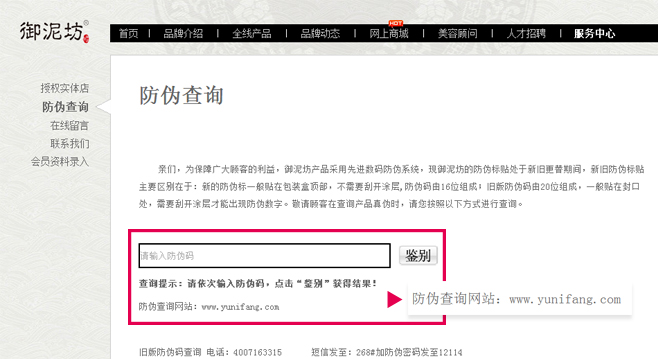 御泥坊®
HOT
首页 | 品牌介绍 | 全线产品 | 品牌动态 | 网上商城 | 美容顾问 | 人才招聘 | 服务中心
授权实体店
防伪查询
在线留言
联系我们
会员资料录入
防伪查询
亲们，为保障广大顾客的利益，御泥坊产品采用先进数码防伪系统，现御泥坊的防伪标贴处于新旧更替期间，新旧防伪标贴
主要区别在于：新的防伪标一般贴在包装盒顶部，不需要刮开涂层，防伪码由16位组成；旧版防伪码由20位组成，一般贴在封口
处，需要刮开涂层才能出现防伪数字。敬请顾客在查询产品真伪时，请您按照以下方式进行查询。
请输入防伪码
鉴别
查询提示：请依次输入防伪码，点击“鉴别”获得结果！
防伪查询网站：www.yunifang.com
防伪查询网站：www.yunifang.com
旧版防伪码查询 电话：4007163315 短信发至：268#加防伪密码发至12114